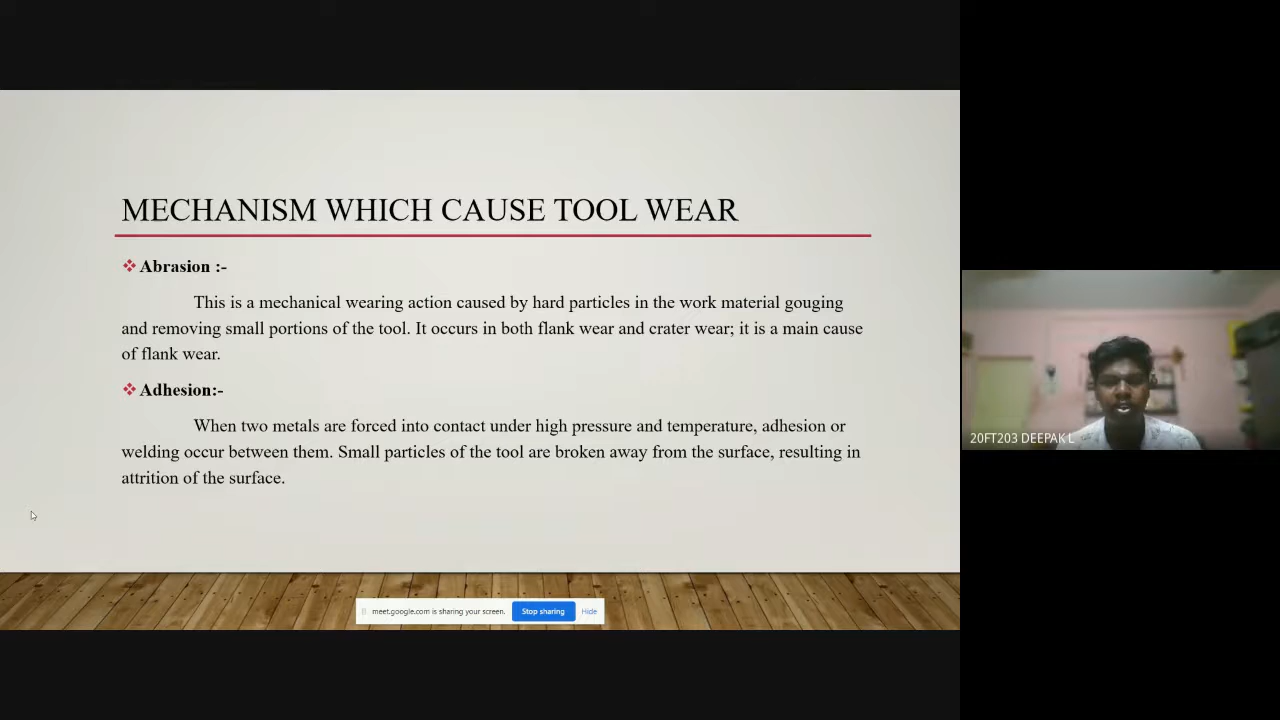 MECHANISM WHICH CAUSE TOOL WEAR
❖ Abrasion :-
This is a mechanical wearing action caused by hard particles in the work material gouging
and removing small portions of the tool. It occurs in both flank wear and crater wear; it is a main cause
of flank wear.
❖ Adhesion:-
When two metals are forced into contact under high pressure and temperature, adhesion or
welding occur between them. Small particles of the tool are broken away from the surface, resulting in
attrition of the surface.
meet.google.com is sharing your screen. Stop sharing Hide
20FT203 DEEPAK L